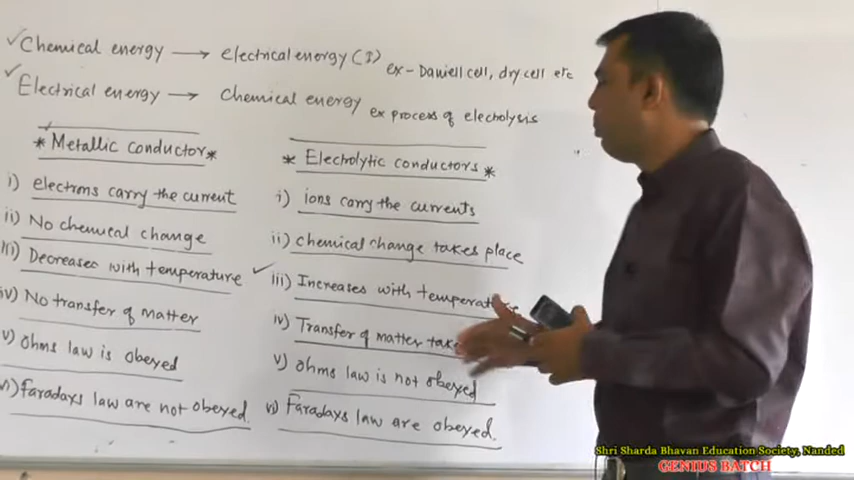 ✓Chemical energy → electrical energy (I) ex- Daniell cell, dry cell etc
✓Electrical energy → Chemical energy ex process of electrolysis
* Metallic conductor *
i) electrons carry the current
ii) No chemical change
iii) Decreases with temperature
iv) No transfer of matter
v) ohms law is obeyed
vi) Faradays law are not obeyed.
* Electrolytic conductors *
i) ions carry the currents
ii) chemical change takes place
✓ iii) Increases with
iv) Transfer of matter
v) ohms law is not obeyed
vi) Faradays law are obeyed.
Shri Sharda Bhavan Education Society, Nanded
GENIUS BATCH